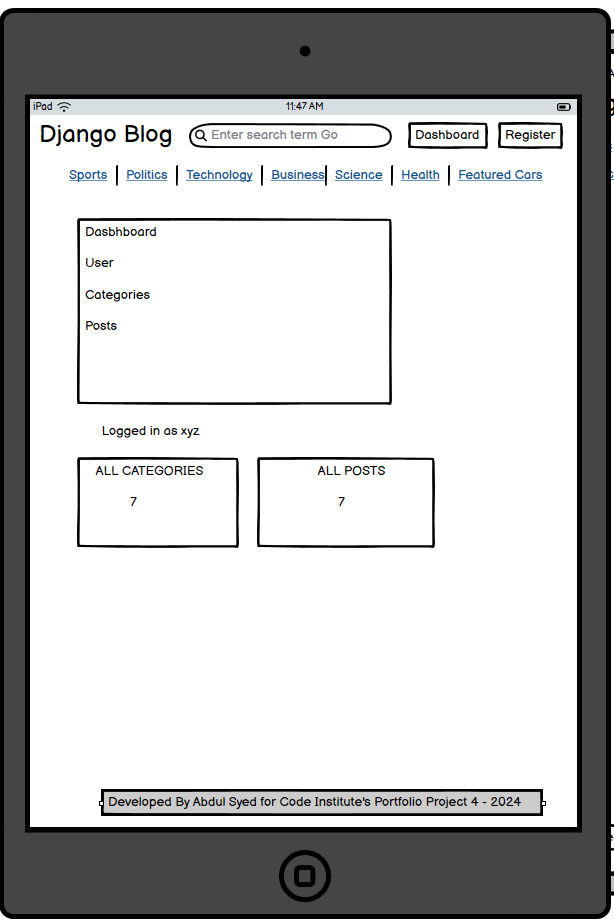 iPad 11:47 AM
Django Blog Enter search term Go Dashboard Register
Sports Politics Technology Business Science Health Featured Cars
Dasbhboard
User
Categories
Posts
Logged in as xyz
ALL CATEGORIES ALL POSTS
7 7
Developed By Abdul Syed for Code Institute's Portfolio Project 4 - 2024